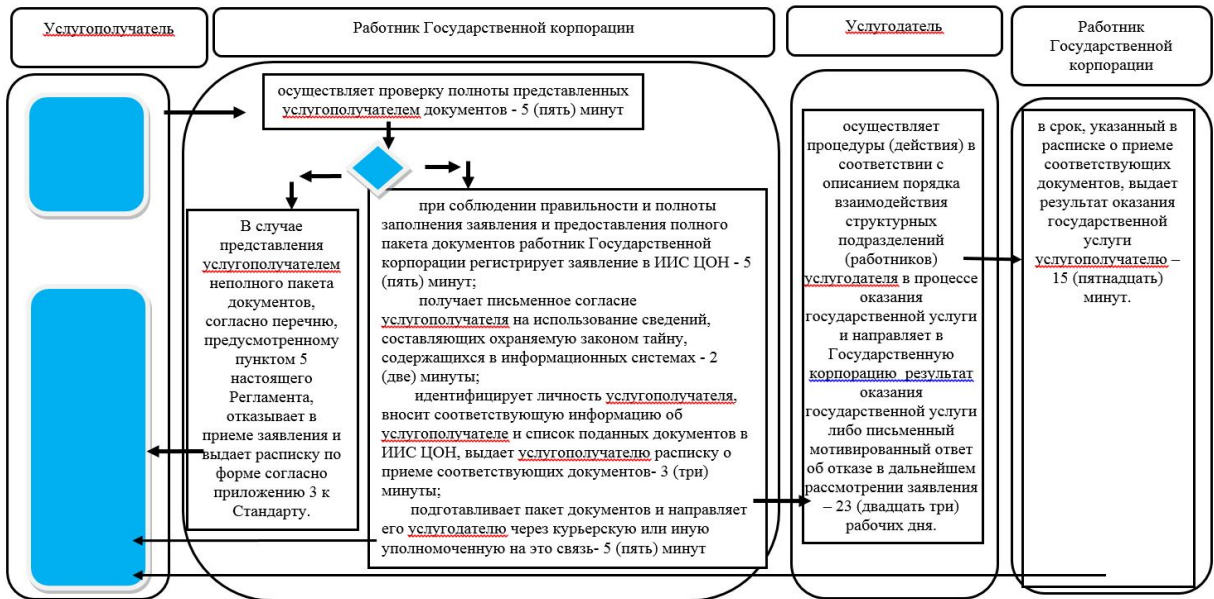 Услугополучатель
Работник Государственной корпорации
Услугодатель
Работник
Государственной
корпорации
осуществляет проверку полноты представленных
услугополучателем документов - 5 (пять) минут
В случае
представления
услугополучателем
неполного пакета
документов,
согласно перечню,
предусмотренному
пунктом 5
настоящего
Регламента,
отказывает в
приеме заявления и
выдает расписку по
форме согласно
приложению 3 к
Стандарту.
при соблюдении правильности и полноты
заполнения заявления и предоставления полного
пакета документов работник Государственной
корпорации регистрирует заявление в ИИС ЦОН - 5
(пять) минут;
получает письменное согласие
услугополучателя на использование сведений,
составляющих охраняемую законом тайну,
содержащихся в информационных системах - 2
(две) минуты;
идентифицирует личность услугополучателя,
вносит соответствующую информацию об
услугополучателе и список поданных документов в
ИИС ЦОН, выдает услугополучателю расписку о
приеме соответствующих документов- 3 (три)
минуты;
подготавливает пакет документов и направляет
его услугодателю через курьерскую или иную
уполномоченную на это связь- 5 (пять) минут
осуществляет
процедуры (действия) в
соответствии с
описанием порядка
взаимодействия
структурных
подразделений
(работников)
услугодателя в процессе
оказания
государственной услуги
и направляет в
Государственную
корпорацию результат
оказания
государственной услуги
либо письменный
мотивированный ответ
об отказе в дальнейшем
рассмотрении заявления
– 23 (двадцать три)
рабочих дня.
в срок, указанный в
расписке о приеме
соответствующих
документов, выдает
результат оказания
государственной
услуги
услугополучателю –
15 (пятнадцать)
минут.